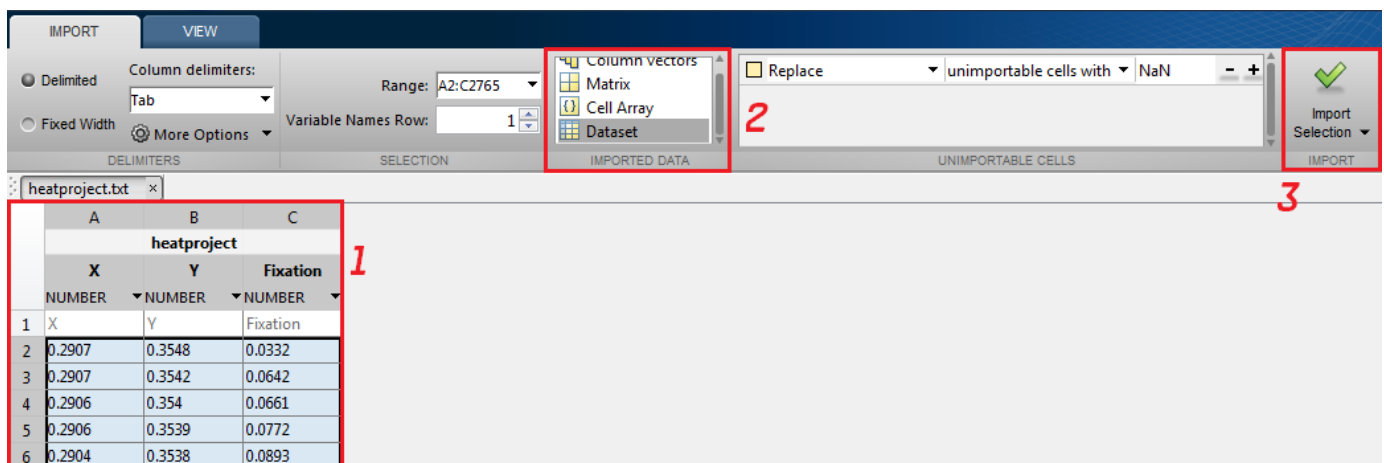 IMPORT VIEW
Delimited
Column delimiters:
Tab
Fixed Width
More Options
DELIMITERS
Range: A2:C2765
Variable Names Row: 1
SELECTION
Column vectors
Matrix
Cell Array
Dataset
IMPORTED DATA
2
Replace unimportable cells with NaN - +
UNIMPORTABLE CELLS
Import
Selection
IMPORT
3
heatproject.txt ×
1
A B C
heatproject
X Y Fixation
NUMBER NUMBER NUMBER
1 X Y Fixation
2 0.2907 0.3548 0.0332
3 0.2907 0.3542 0.0642
4 0.2906 0.354 0.0661
5 0.2906 0.3539 0.0772
6 0.2904 0.3538 0.0893